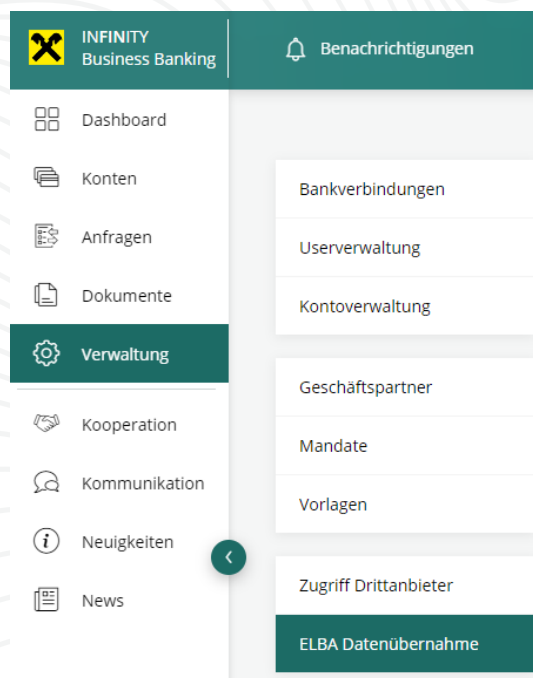 INFINITY
Business Banking
Benachrichtigungen
Dashboard
Konten
Anfragen
Dokumente
Verwaltung
Kooperation
Kommunikation
Neuigkeiten
News
Bankverbindungen
Userverwaltung
Kontoverwaltung
Geschäftspartner
Mandate
Vorlagen
Zugriff Drittanbieter
ELBA Datenübernahme